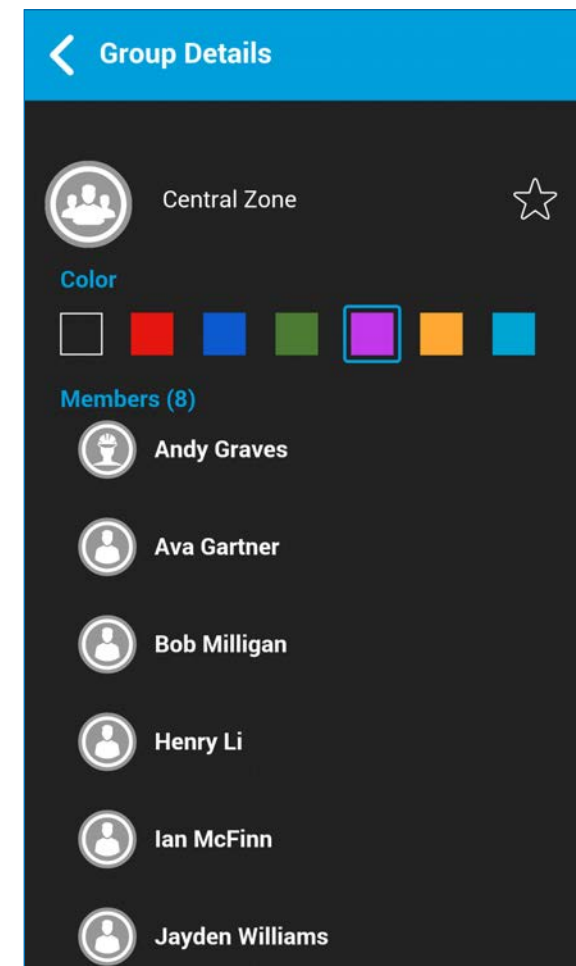 Group Details
Central Zone
Color
Members (8)
Andy Graves
Ava Gartner
Bob Milligan
Henry Li
Ian McFinn
Jayden Williams